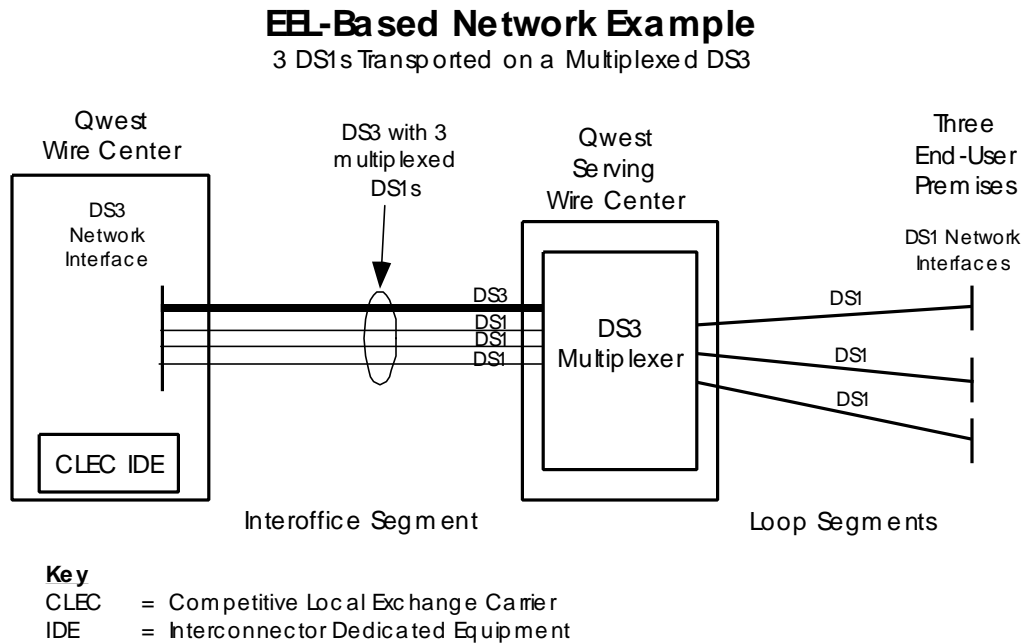 EEL-Based Network Example
3 DS1s Transported on a Multiplexed DS3
Qwest
Wire Center
DS3 with 3
multiplexed
DS1s
Qwest
Serving
Wire Center
Three
End-User
Premises
DS3
Network
Interface
DS1 Network
Interfaces
DS3
DS1
DS1
DS1
DS3
Multiplexer
DS1
DS1
DS1
CLEC IDE
Interoffice Segment
Loop Segments
Key
CLEC = Competitive Local Exchange Carrier
IDE = Interconnector Dedicated Equipment